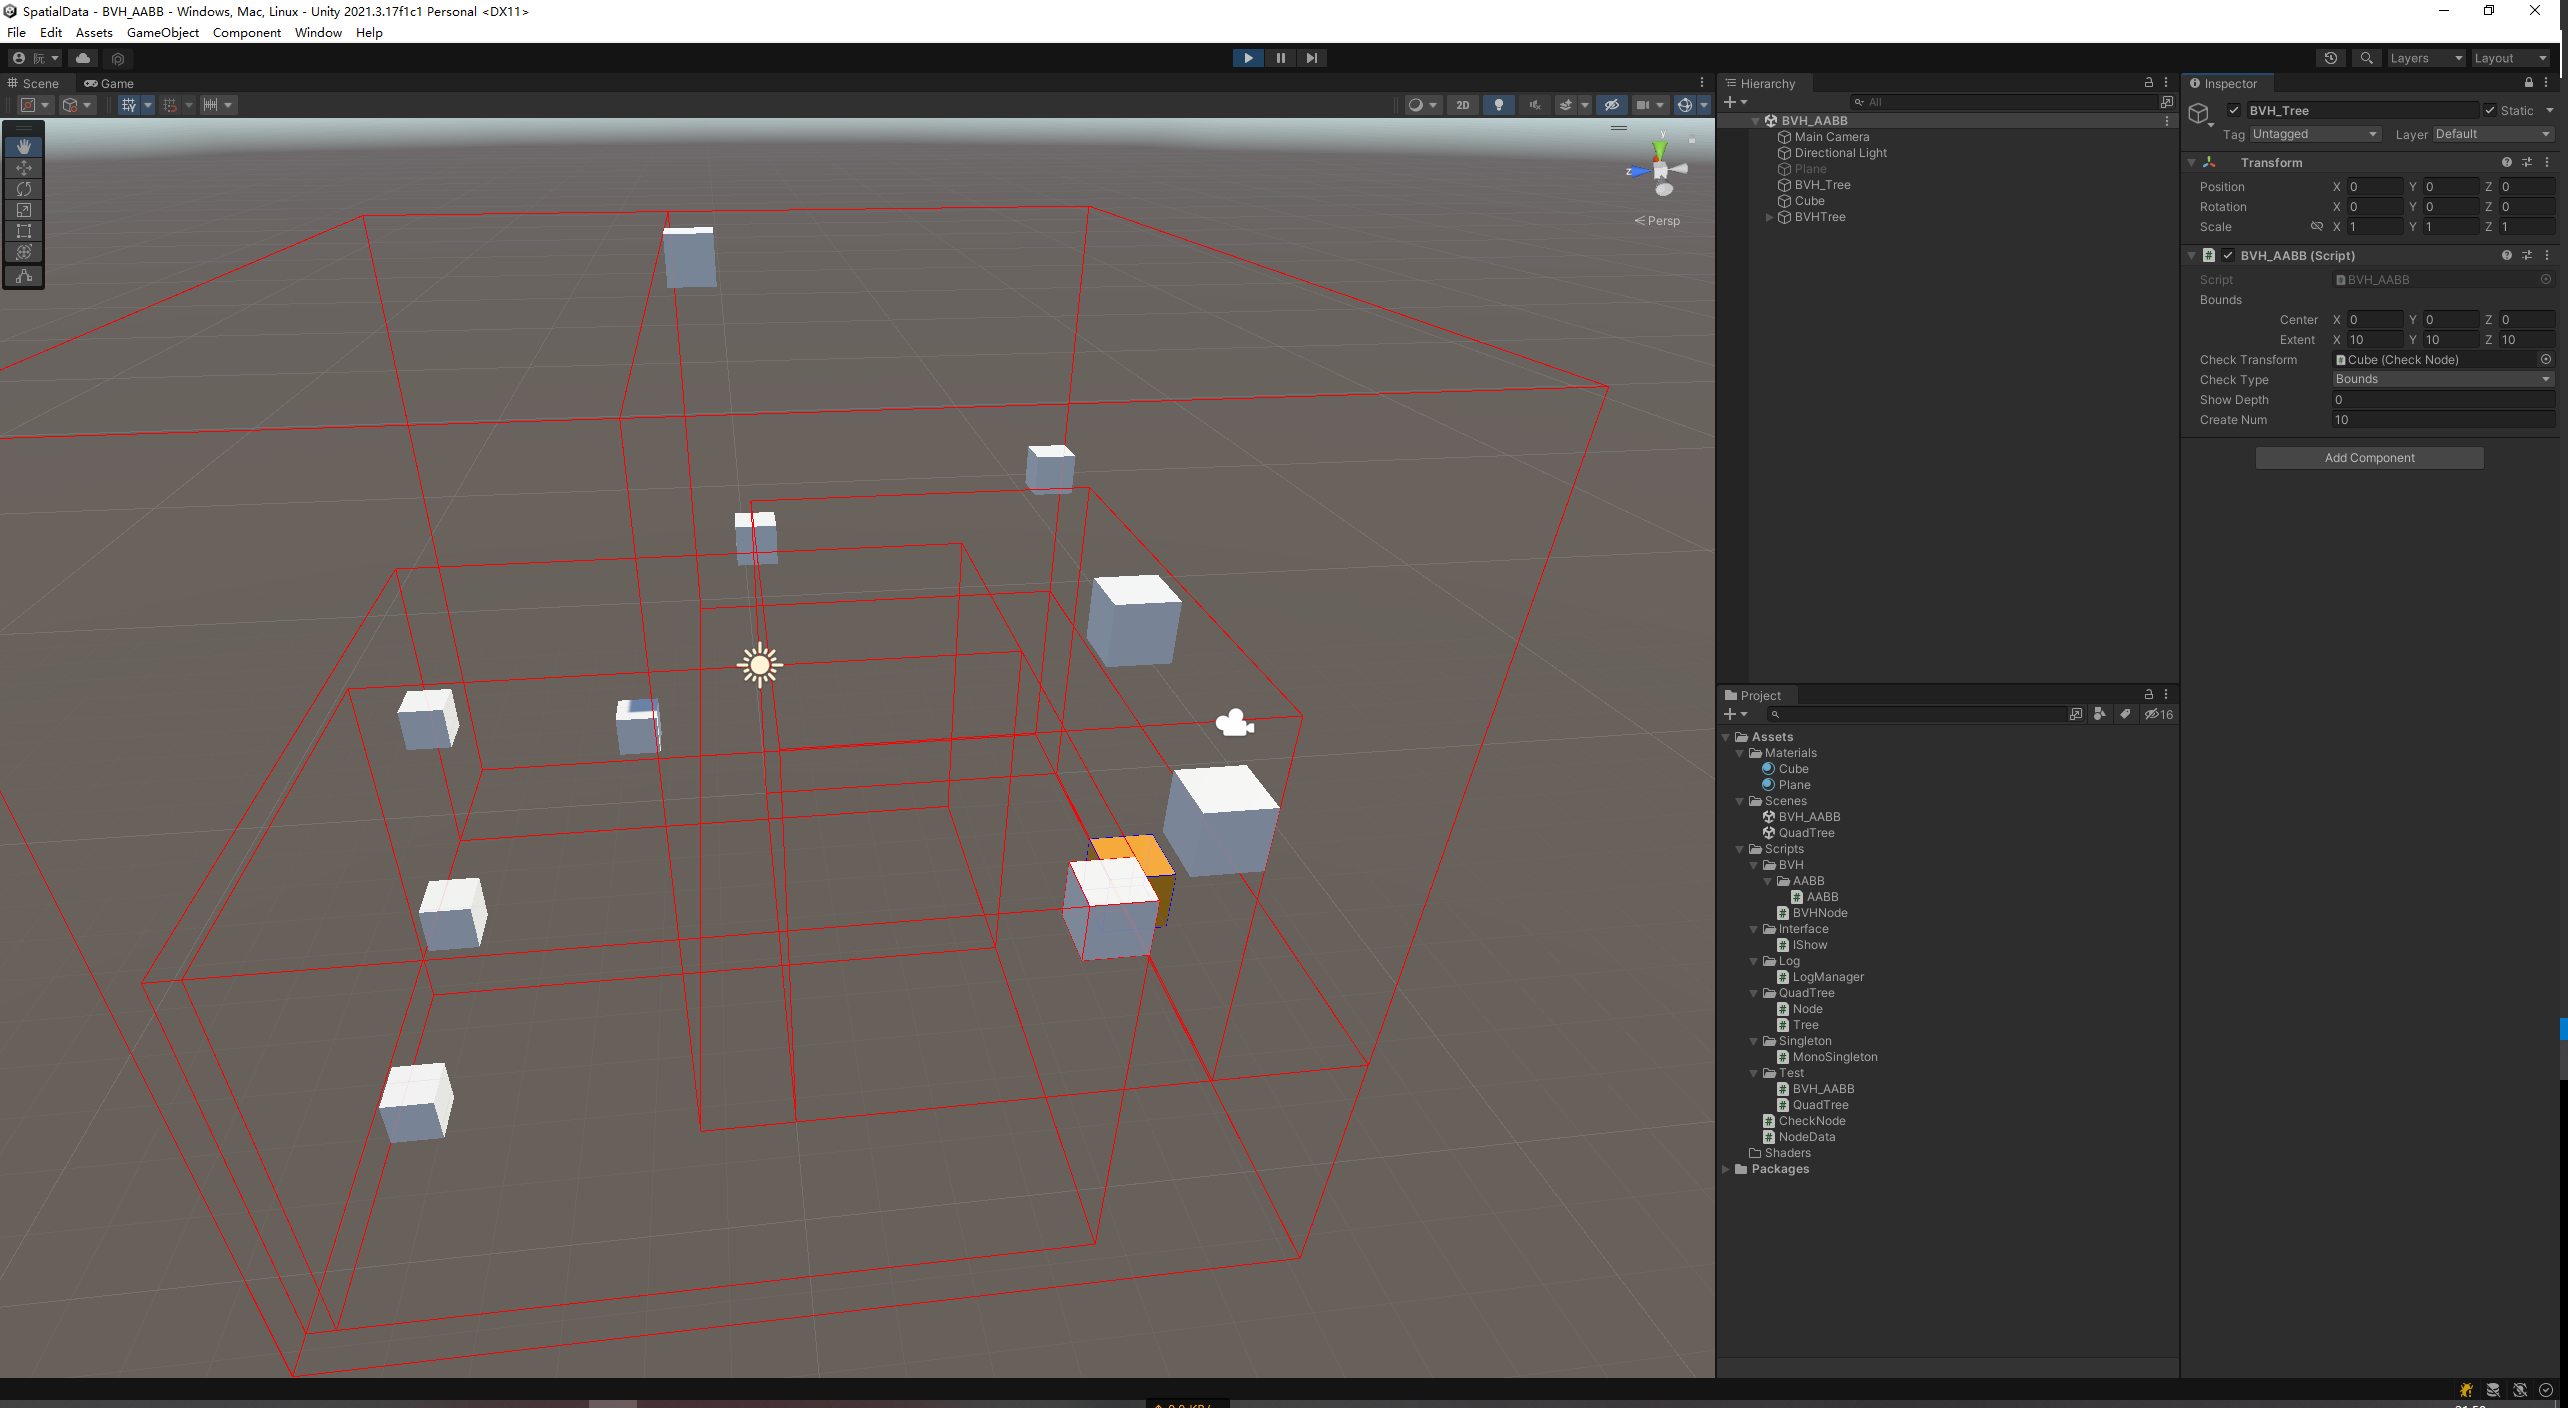 SpatialData - BVH_AABB - Windows, Mac, Linux - Unity 2021.3.17f1c1 Personal <DX11>
File Edit Assets GameObject Component Window Help
阮 Layers Layout
Scene Game
2D
y
z
Persp
Hierarchy
All
BVH_AABB
Main Camera
Directional Light
Plane
BVH_Tree
Cube
BVHTree
Project
16
Assets
Materials
Cube
Plane
Scenes
BVH_AABB
QuadTree
Scripts
BVH
AABB
AABB
BVHNode
Interface
IShow
Log
LogManager
QuadTree
Node
Tree
Singleton
MonoSingleton
Test
BVH_AABB
QuadTree
CheckNode
NodeData
Shaders
Packages
Inspector
BVH_Tree Static
Tag Untagged Layer Default
Transform
Position X 0 Y 0 Z 0
Rotation X 0 Y 0 Z 0
Scale X 1 Y 1 Z 1
BVH_AABB (Script)
Script BVH_AABB
Bounds
Center X 0 Y 0 Z 0
Extent X 10 Y 10 Z 10
Check Transform Cube (Check Node)
Check Type Bounds
Show Depth 0
Create Num 10
Add Component